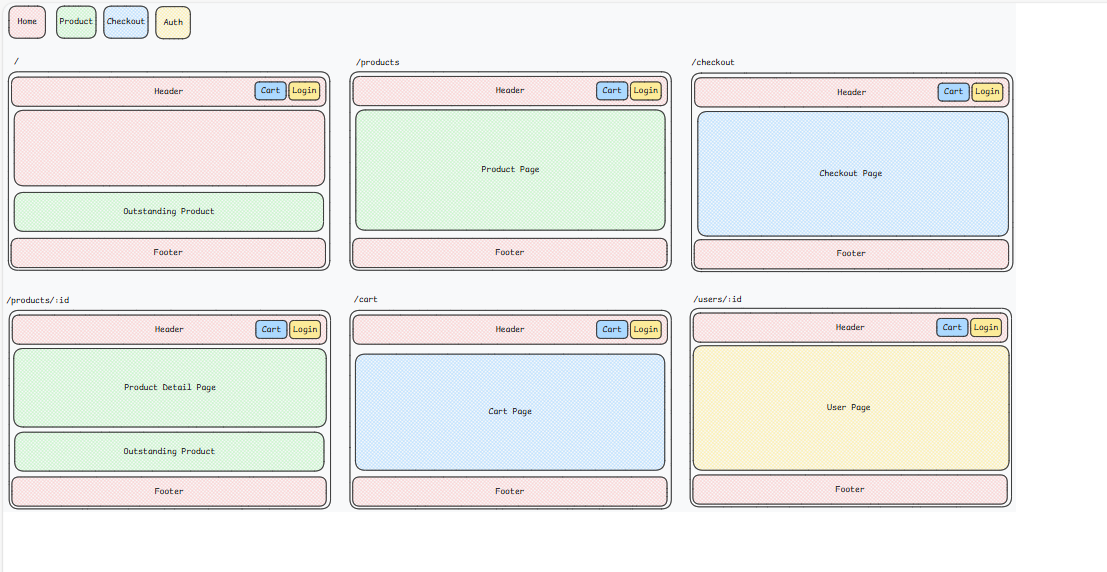 Home
Product
Checkout
Auth
/
Header
Cart
Login
Outstanding Product
Footer
/products
Header
Cart
Login
Product Page
Footer
/checkout
Header
Cart
Login
Checkout Page
Footer
/products/:id
Header
Cart
Login
Product Detail Page
Outstanding Product
Footer
/cart
Header
Cart
Login
Cart Page
Footer
/users/:id
Header
Cart
Login
User Page
Footer